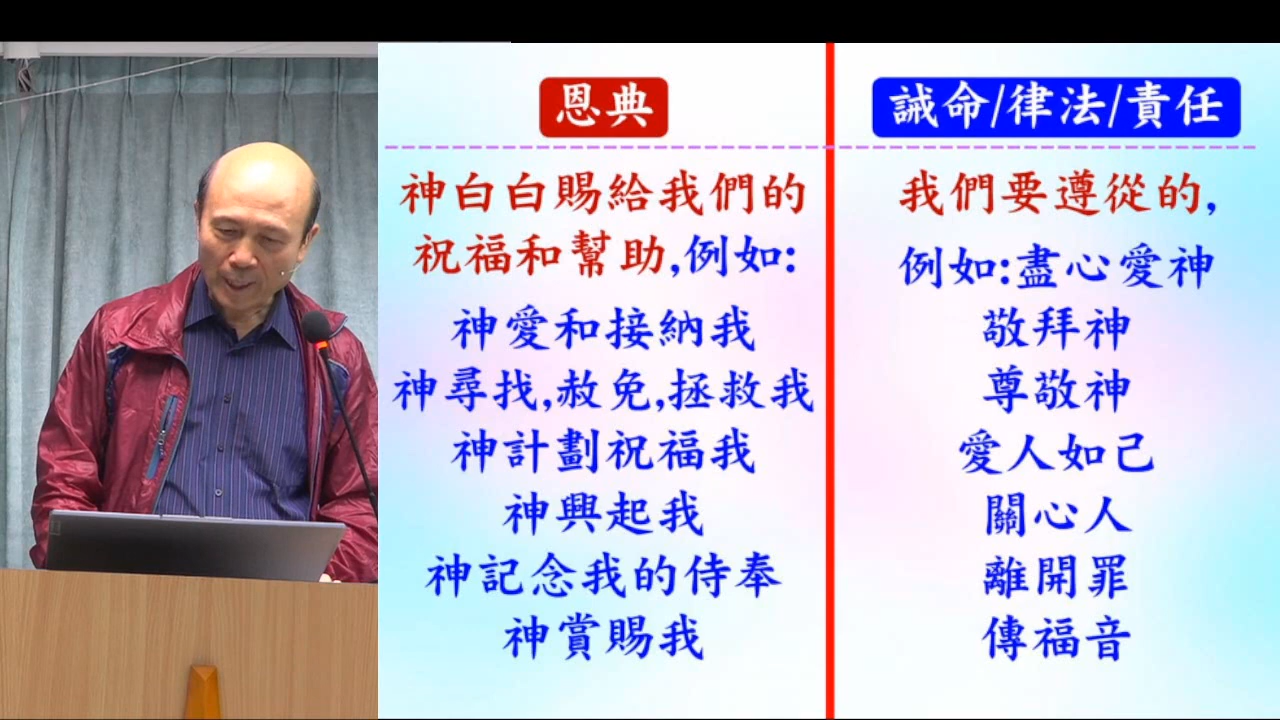 恩典
神白白賜給我們的
祝福和幫助,例如:
神愛和接納我
神尋找,赦免,拯救我
神計劃祝福我
神興起我
神記念我的侍奉
神賞賜我
誡命/律法/責任
我們要遵從的,
例如:盡心愛神
敬拜神
尊敬神
愛人如己
關心人
離開罪
傳福音